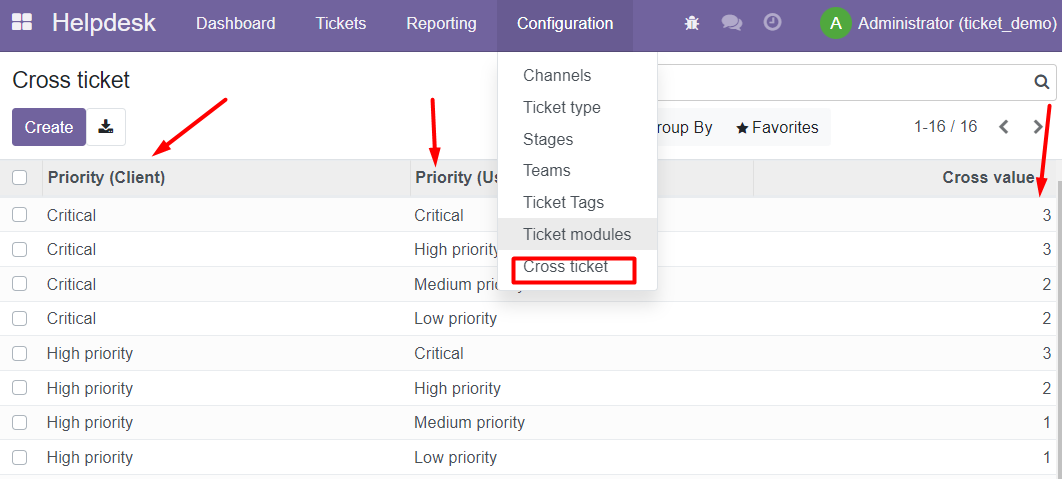 Helpdesk Dashboard Tickets Reporting Configuration A Administrator (ticket_demo)
Cross ticket
Channels
Ticket type
Stages
Teams
Ticket Tags
Ticket modules
Cross ticket
Create roup By Favorites 1-16 / 16
Priority (Client) Priority (Us Cross value
Critical Critical 3
Critical High priority 3
Critical Medium 2
Critical Low priority 2
High priority Critical 3
High priority High priority 2
High priority Medium priority 1
High priority Low priority 1